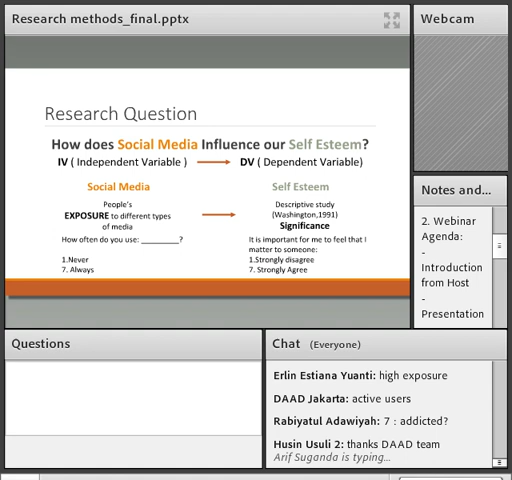 Research methods_final.pptx
Research Question
How does Social Media Influence our Self Esteem?
IV ( Independent Variable ) DV ( Dependent Variable)
Social Media
People's
EXPOSURE to different types
of media
How often do you use: ________?
1.Never
7. Always
Self Esteem
Descriptive study
(Washington,1991)
Significance
It is important for me to feel that I
matter to someone:
1.Strongly disagree
7. Strongly Agree
Webcam
Notes and...
2. Webinar
Agenda:
-
Introduction
from Host
-
Presentation
Questions
Chat (Everyone)
Erlin Estiana Yuanti: high exposure
DAAD Jakarta: active users
Rabiyatul Adawiyah: 7 : addicted?
Husin Usuli 2: thanks DAAD team
Arif Suganda is typing...